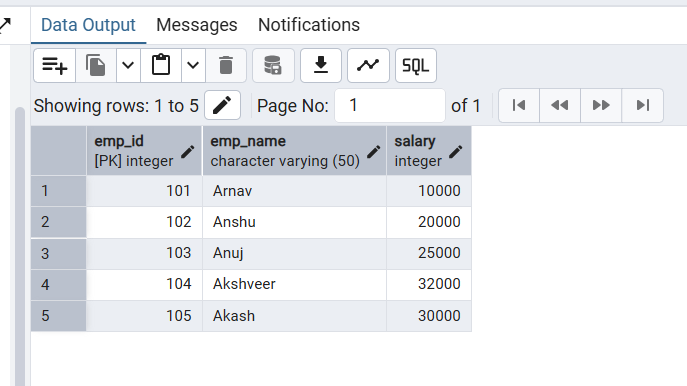 Data Output Messages Notifications
SQL
Showing rows: 1 to 5 Page No: 1 of 1
emp_id emp_name salary
[PK] integer character varying (50) integer
1 101 Arnav 10000
2 102 Anshu 20000
3 103 Anuj 25000
4 104 Akshveer 32000
5 105 Akash 30000